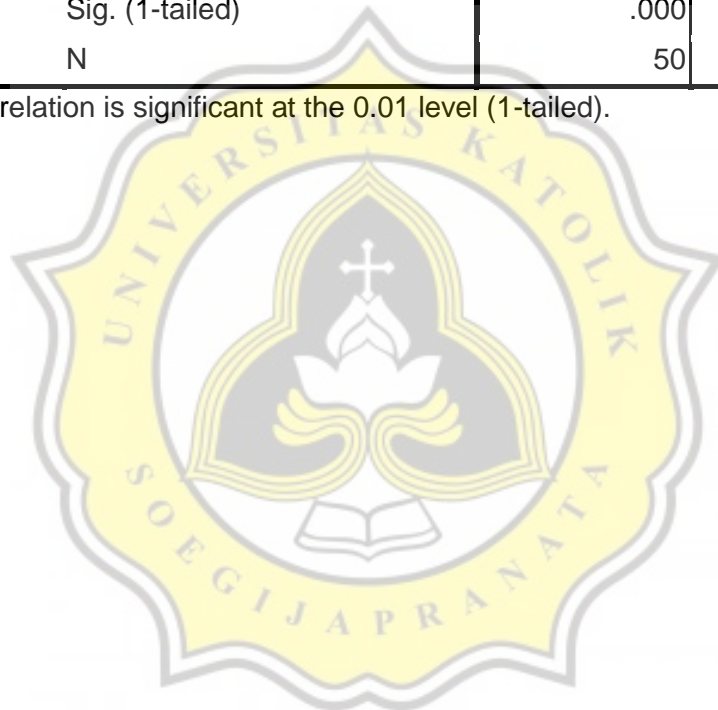 Sig. (1-tailed) .000
N 50
relation is significant at the 0.01 level (1-tailed).
UNIVERSITAS KATOLIK
SOEGIJAPRANATA